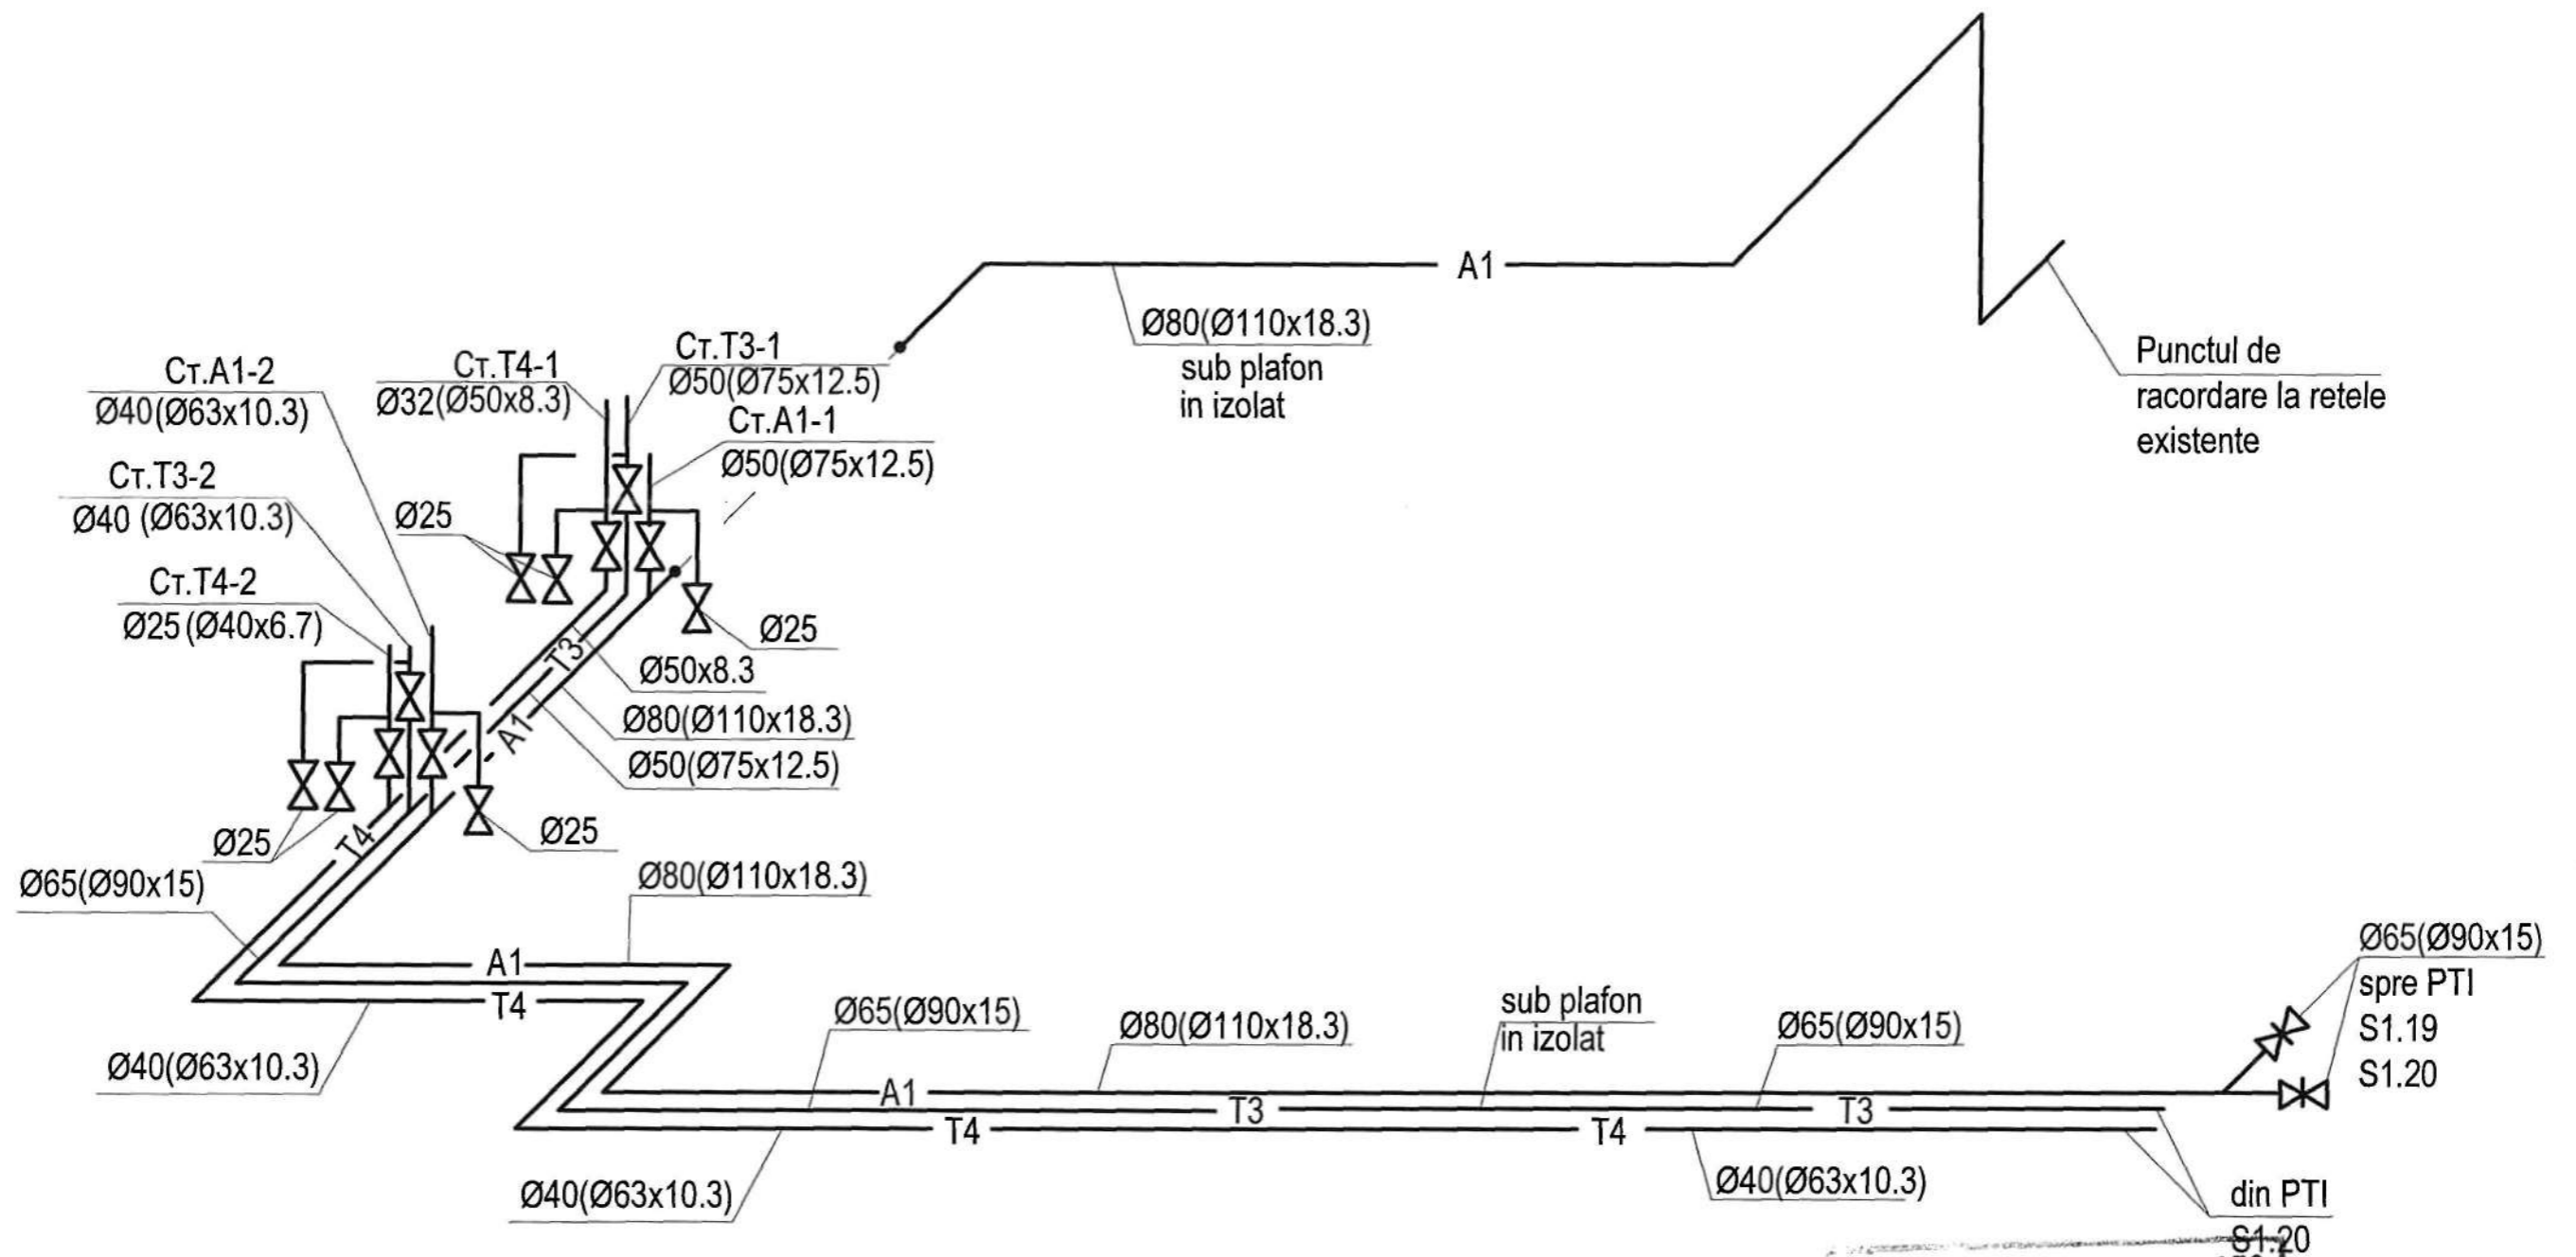 A1
Ø80(Ø110x18.3)
sub plafon
in izolat
Punctul de
racordare la retele
existente
Ст.А1-2
Ø40(Ø63x10.3)
Ст.Т4-1
Ø32(Ø50x8.3)
Ст.Т3-1
Ø50(Ø75x12.5)
Ст.А1-1
Ø50(Ø75x12.5)
Ст.Т3-2
Ø40 (Ø63x10.3)
Ø25
Ст.Т4-2
Ø25(Ø40x6.7)
Ø25
T3
Ø50x8.3
A1
Ø80(Ø110x18.3)
Ø50(Ø75x12.5)
T4
Ø25
Ø25
Ø65(Ø90x15)
Ø80(Ø110x18.3)
A1
T4
Ø40(Ø63x10.3)
Ø65(Ø90x15)
Ø80(Ø110x18.3)
sub plafon
in izolat
Ø65(Ø90x15)
Ø65(Ø90x15)
spre PTI
S1.19
S1.20
A1
T3
T3
T4
T4
Ø40(Ø63x10.3)
Ø40(Ø63x10.3)
din PTI
S1.20